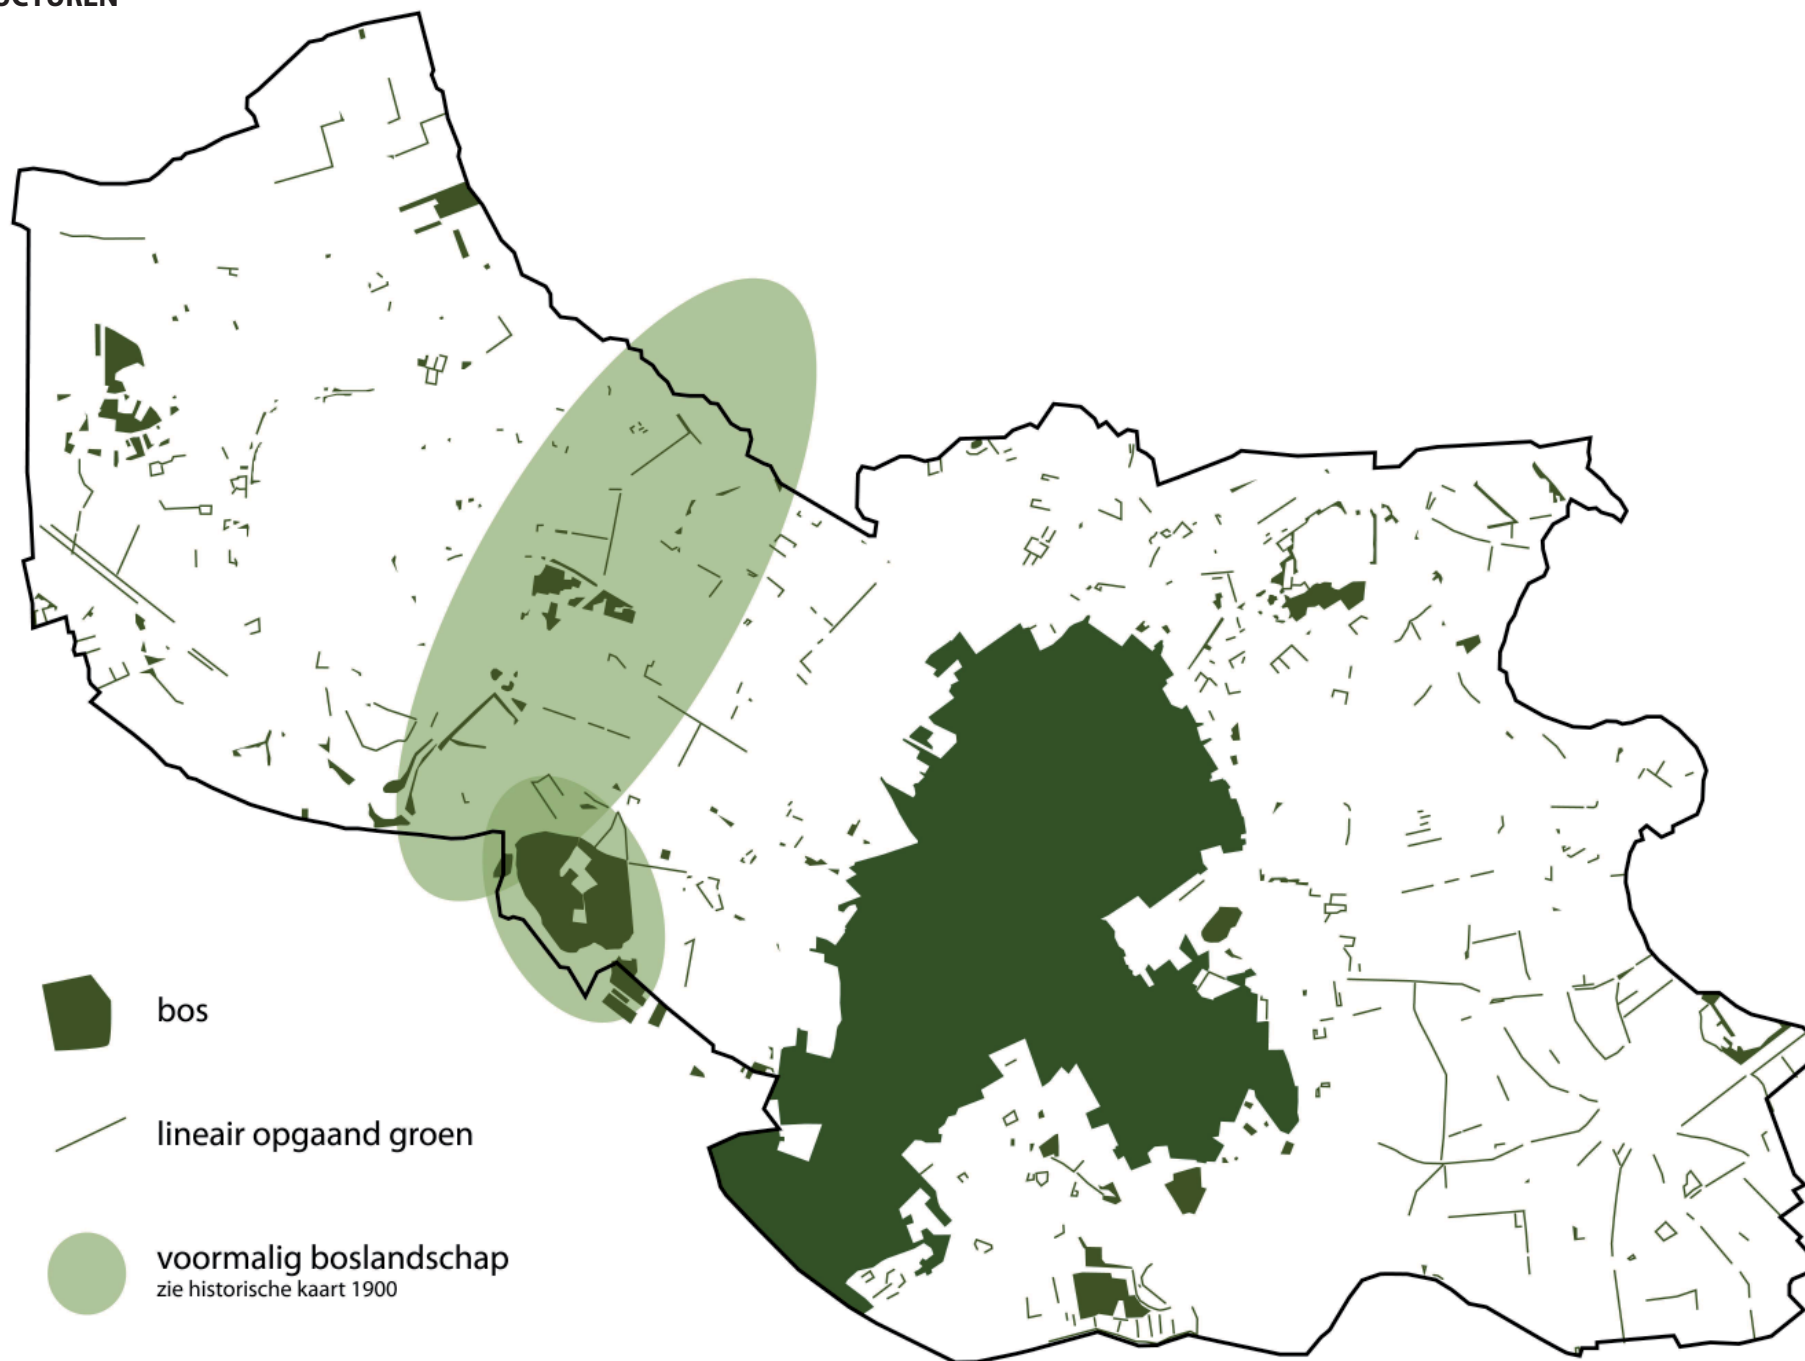 bos
lineair opgaand groen
voormalig boslandschap
zie historische kaart 1900